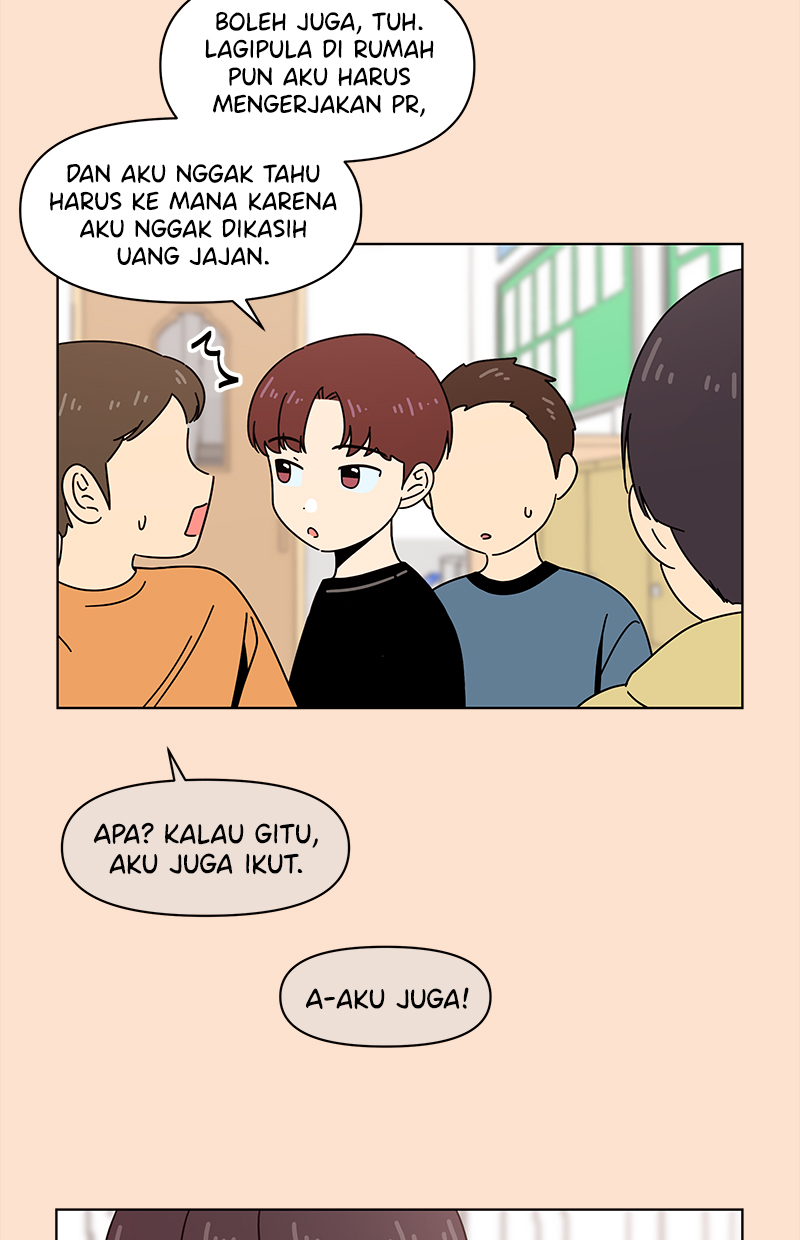 BOLEH JUGA, TUH.
LAGIPULA DI RUMAH
PUN AKU HARUS
MENGERJAKAN PR,
DAN AKU NGGAK TAHU
HARUS KE MANA KARENA
AKU NGGAK DIKASIH
UANG JAJAN.
APA? KALAU GITU,
AKU JUGA IKUT.
A-AKU JUGA!